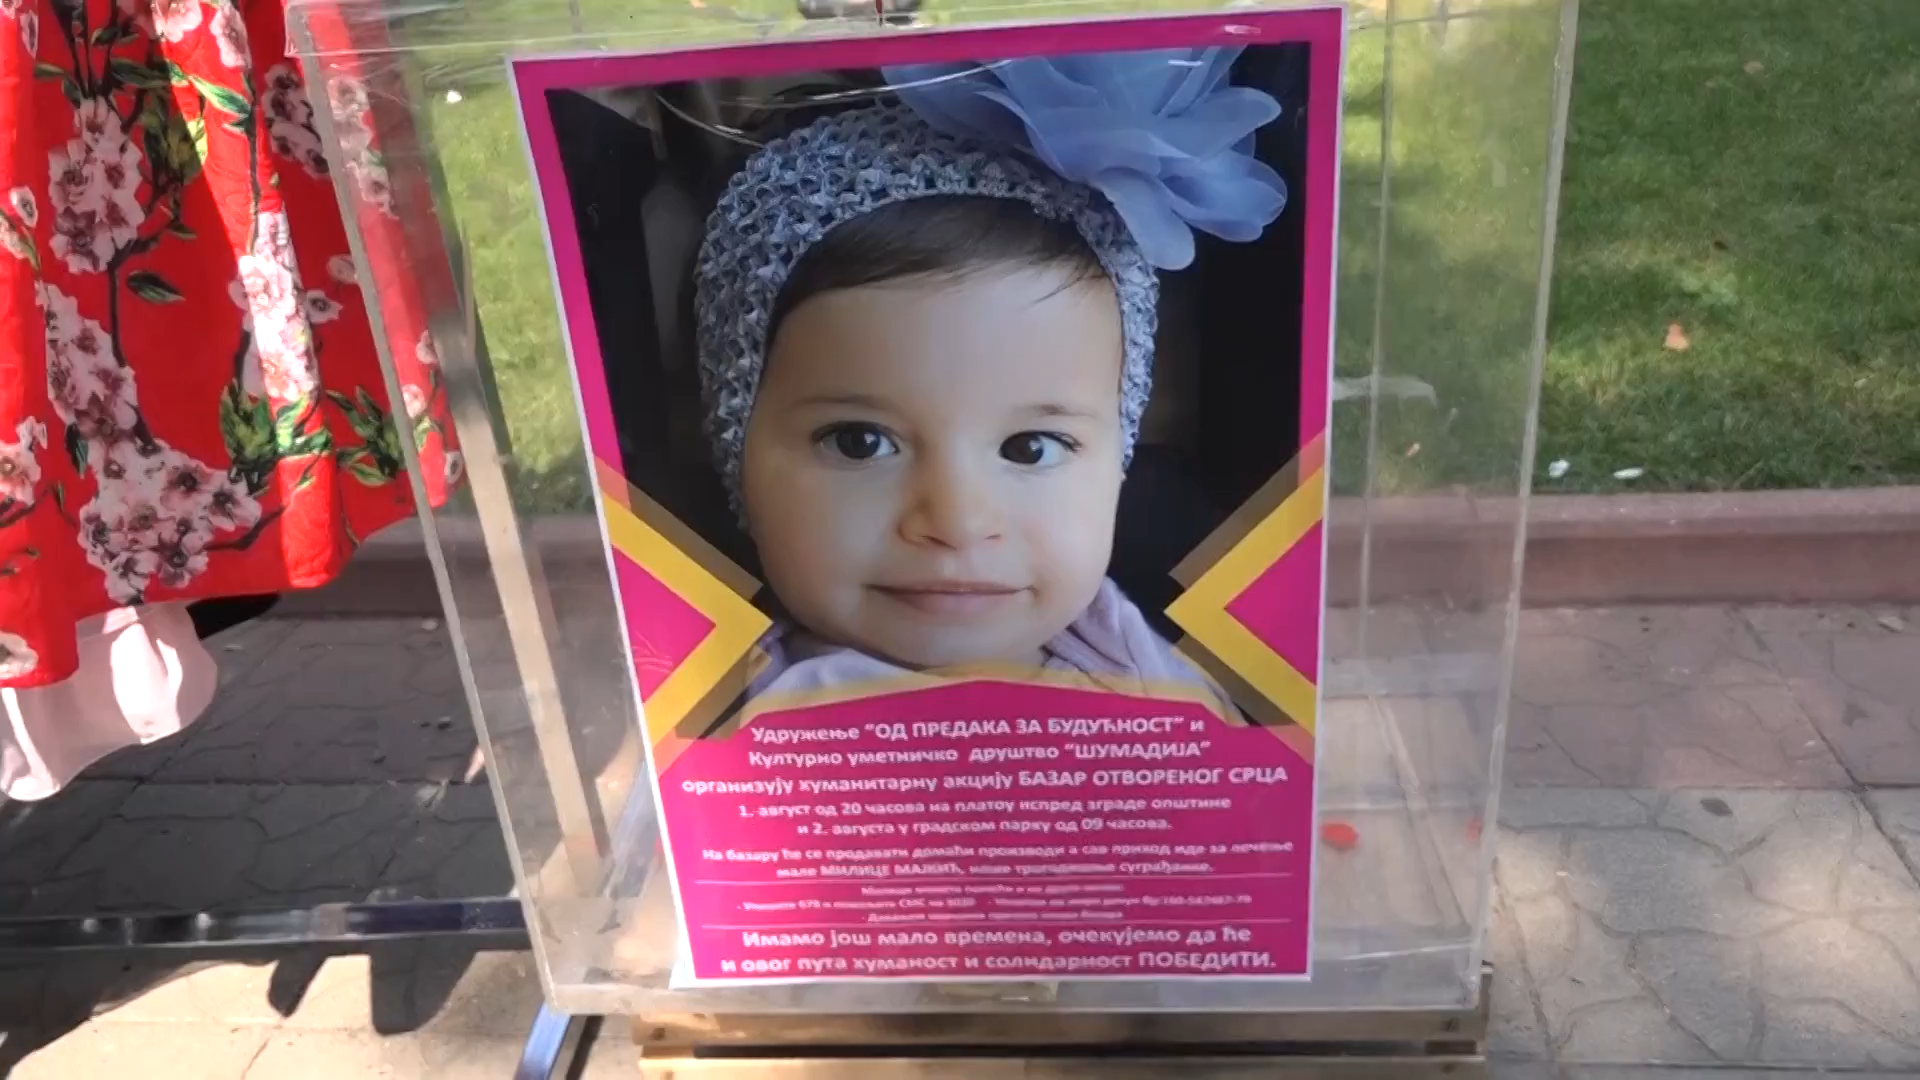 Удружење “ОД ПРЕДАКА ЗА БУДУЋНОСТ” и
Културно уметничко друштво “ШУМАДИЈА”
организују хуманитарну акцију БАЗАР ОТВОРЕНОГ СРЦА
1. август од 20 часова на платоу испред зграде општине
и 2. августа у градском парку од 09 часова.
На базару ће се продавати домаћи производи а сав приход иде за лечење
мале МИЛИЦЕ МАЈКИЋ, наше трогодишње суграђанке.
Имамо још мало времена, очекујемо да ће
и овог пута хуманост и солидарност ПОБЕДИТИ.